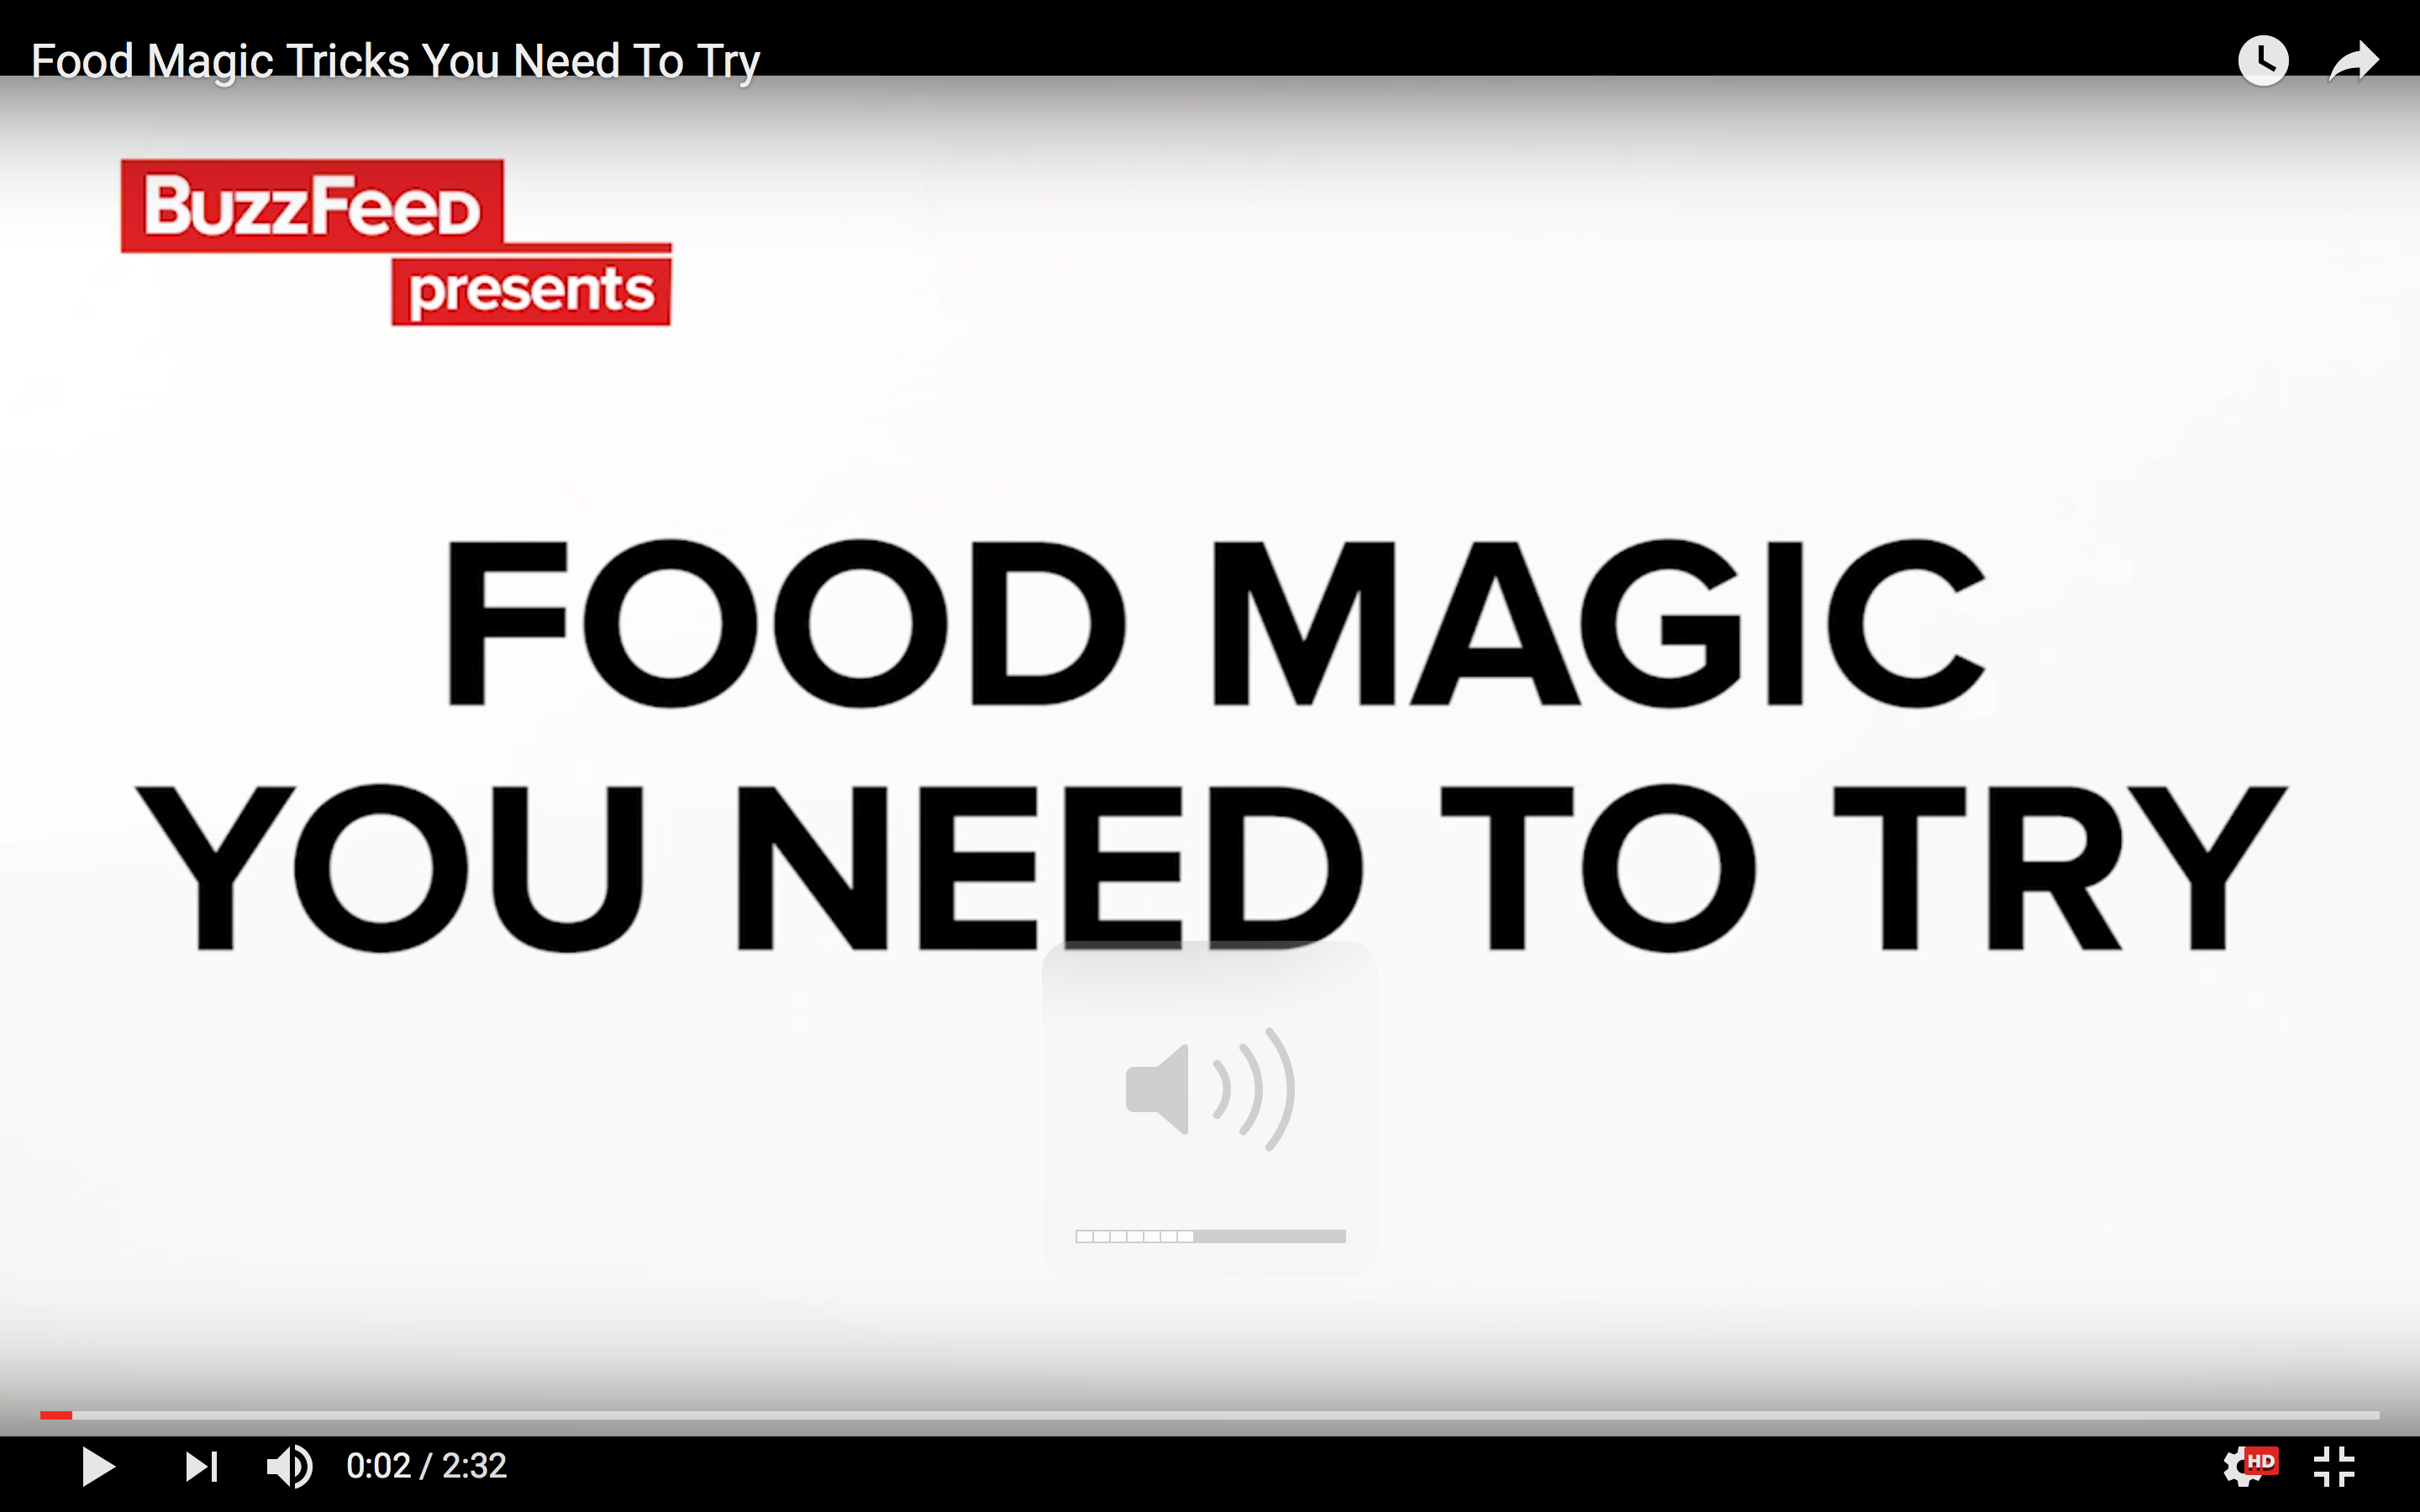 Food Magic Tricks You Need To Try
BuzzFeed
presents
FOOD MAGIC
YOU NEED TO TRY
0:02 / 2:32
HD